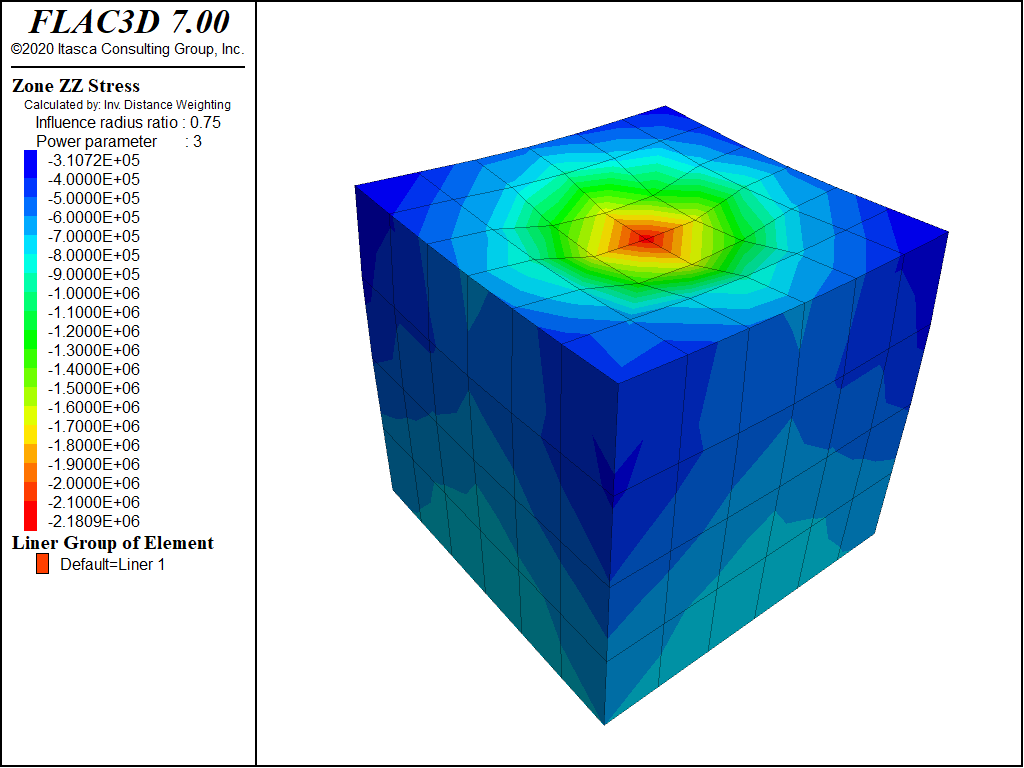 FLAC3D 7.00
©2020 Itasca Consulting Group, Inc.
Zone ZZ Stress
Calculated by: Inv. Distance Weighting
Influence radius ratio : 0.75
Power parameter : 3
-3.1072E+05
-4.0000E+05
-5.0000E+05
-6.0000E+05
-7.0000E+05
-8.0000E+05
-9.0000E+05
-1.0000E+06
-1.1000E+06
-1.2000E+06
-1.3000E+06
-1.4000E+06
-1.5000E+06
-1.6000E+06
-1.7000E+06
-1.8000E+06
-1.9000E+06
-2.0000E+06
-2.1000E+06
-2.1809E+06
Liner Group of Element
Default=Liner 1